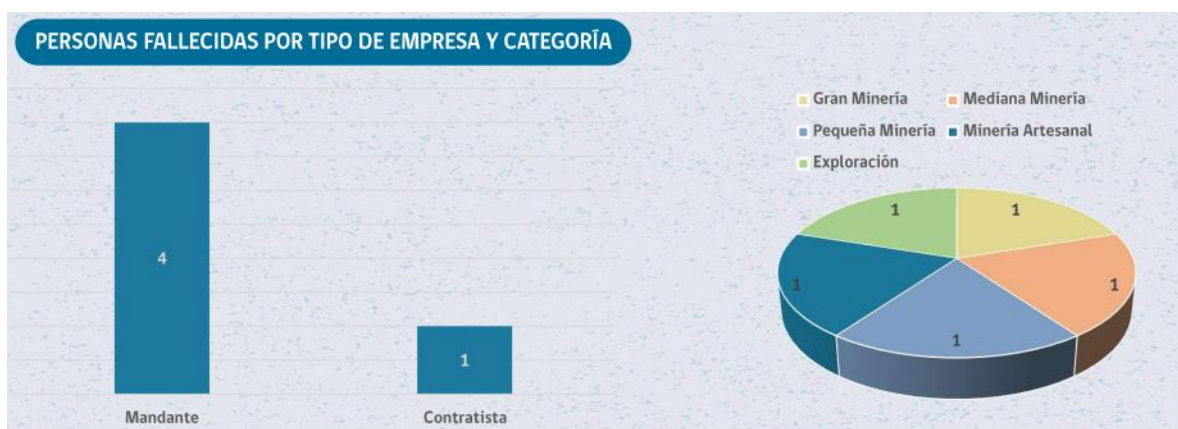 PERSONAS FALLECIDAS POR TIPO DE EMPRESA Y CATEGORÍA
4
1
Mandante
Contratista
Gran Minería
Mediana Minería
Pequeña Minería
Minería Artesanal
Exploración
1
1
1
1
1